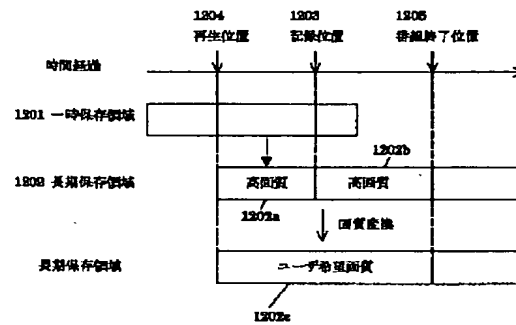 1204 1203 1205
再生位置 記録位置 番組終了位置
時間経過
1201 一時保存領域
1202b
1202 長期保存領域 高画質 高画質
1202a
画質変換
長期保存領域 ユーザ希望画質
1202c